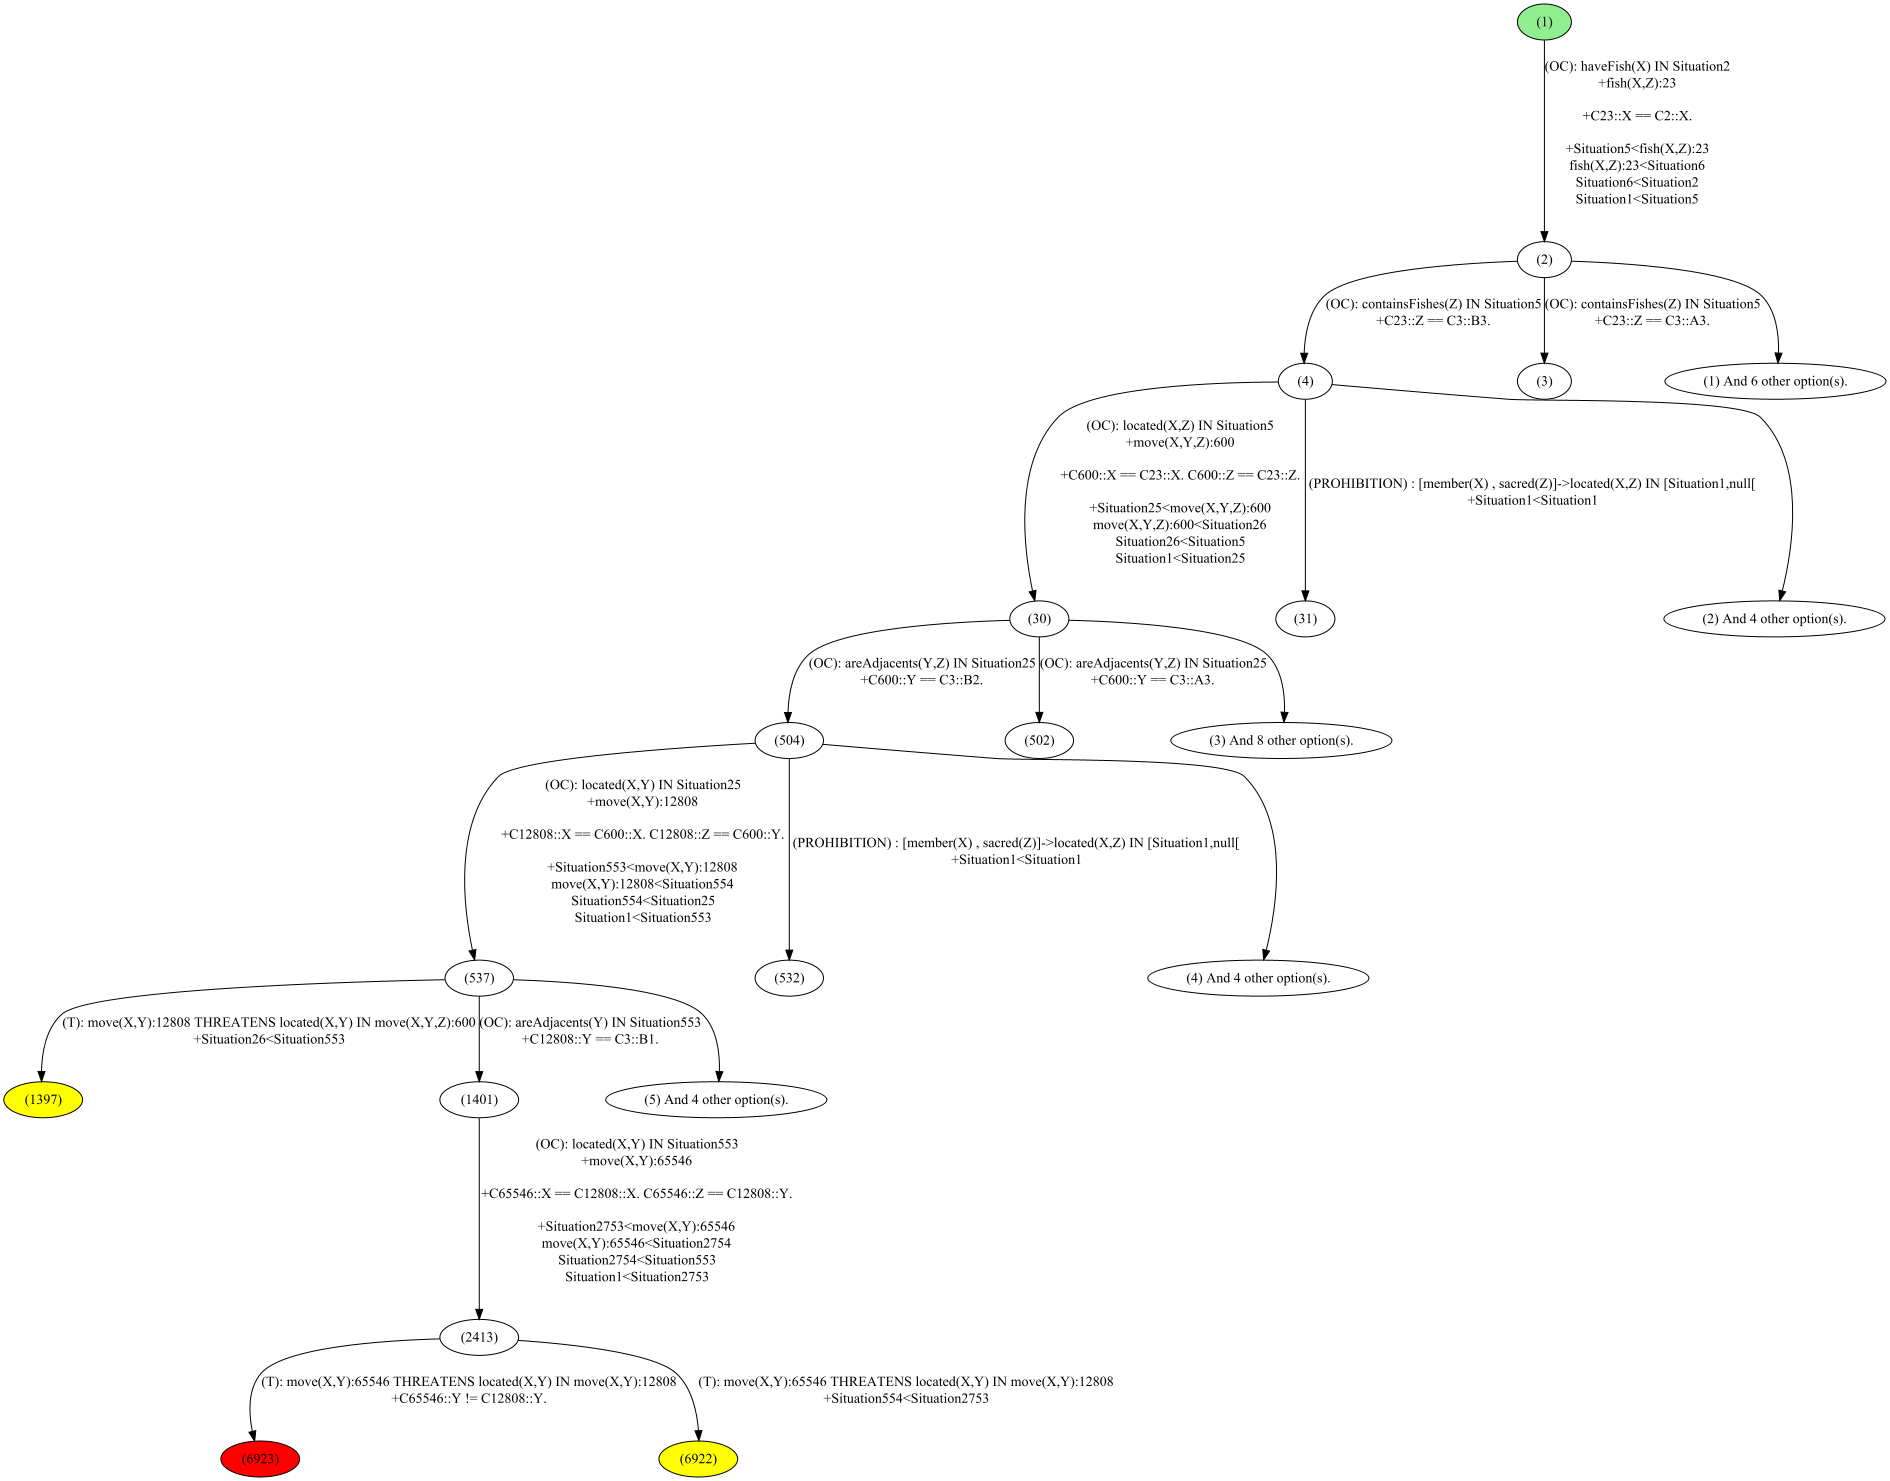 (1)
(OC): haveFish(X) IN Situation2
+fish(X,Z):23
+C23::X == C2::X.
+Situation5<fish(X,Z):23
fish(X,Z):23<Situation6
Situation6<Situation2
Situation1<Situation5
(2)
(OC): containsFishes(Z) IN Situation5
+C23::Z == C3::B3.
(OC): containsFishes(Z) IN Situation5
+C23::Z == C3::A3.
(4)
(3)
(1) And 6 other option(s).
(OC): located(X,Z) IN Situation5
+move(X,Y,Z):600
+C600::X == C23::X. C600::Z == C23::Z.
+Situation25<move(X,Y,Z):600
move(X,Y,Z):600<Situation26
Situation26<Situation5
Situation1<Situation25
(PROHIBITION) : [member(X) , sacred(Z)]->located(X,Z) IN [Situation1,null[
+Situation1<Situation1
(30)
(31)
(2) And 4 other option(s).
(OC): areAdjacents(Y,Z) IN Situation25
+C600::Y == C3::B2.
(OC): areAdjacents(Y,Z) IN Situation25
+C600::Y == C3::A3.
(504)
(502)
(3) And 8 other option(s).
(OC): located(X,Y) IN Situation25
+move(X,Y):12808
+C12808::X == C600::X. C12808::Z == C600::Y.
+Situation553<move(X,Y):12808
move(X,Y):12808<Situation554
Situation554<Situation25
Situation1<Situation553
(PROHIBITION) : [member(X) , sacred(Z)]->located(X,Z) IN [Situation1,null[
+Situation1<Situation1
(537)
(532)
(4) And 4 other option(s).
(T): move(X,Y):12808 THREATENS located(X,Y) IN move(X,Y,Z):600
+Situation26<Situation553
(OC): areAdjacents(Y) IN Situation553
+C12808::Y == C3::B1.
(1397)
(1401)
(5) And 4 other option(s).
(OC): located(X,Y) IN Situation553
+move(X,Y):65546
+C65546::X == C12808::X. C65546::Z == C12808::Y.
+Situation2753<move(X,Y):65546
move(X,Y):65546<Situation2754
Situation2754<Situation553
Situation1<Situation2753
(2413)
(T): move(X,Y):65546 THREATENS located(X,Y) IN move(X,Y):12808
+C65546::Y != C12808::Y.
(T): move(X,Y):65546 THREATENS located(X,Y) IN move(X,Y):12808
+Situation554<Situation2753
(6923)
(6922)